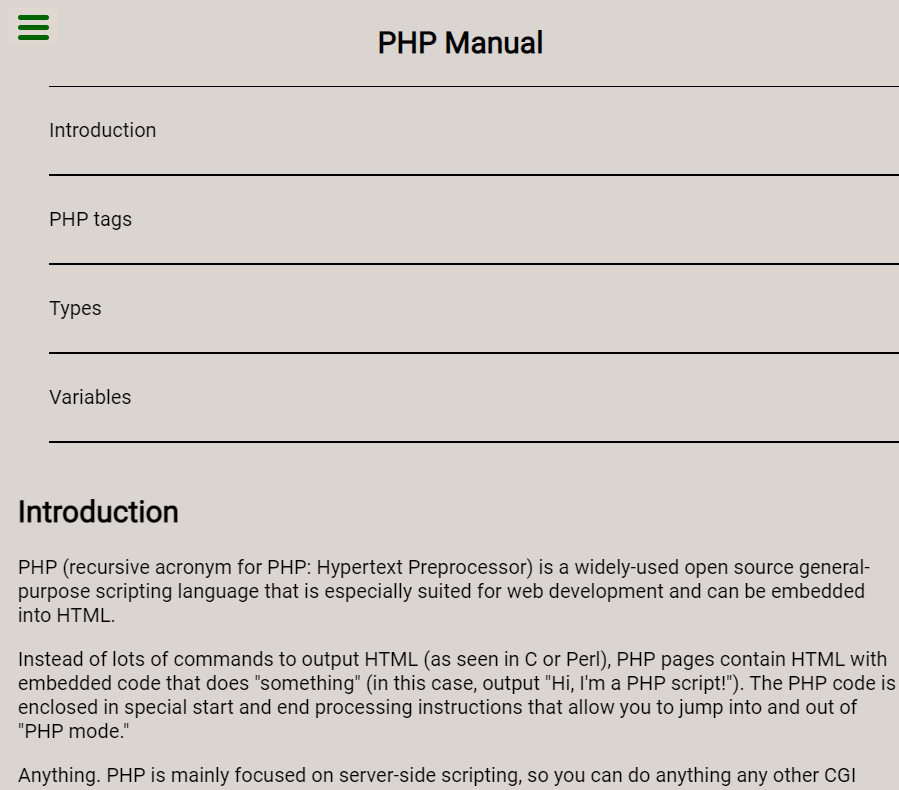 PHP Manual
Introduction
PHP tags
Types
Variables
Introduction
PHP (recursive acronym for PHP: Hypertext Preprocessor) is a widely-used open source general-
purpose scripting language that is especially suited for web development and can be embedded
into HTML.
Instead of lots of commands to output HTML (as seen in C or Perl), PHP pages contain HTML with
embedded code that does "something" (in this case, output "Hi, I'm a PHP script!"). The PHP code is
enclosed in special start and end processing instructions that allow you to jump into and out of
"PHP mode."
Anything. PHP is mainly focused on server-side scripting, so you can do anything any other CGI